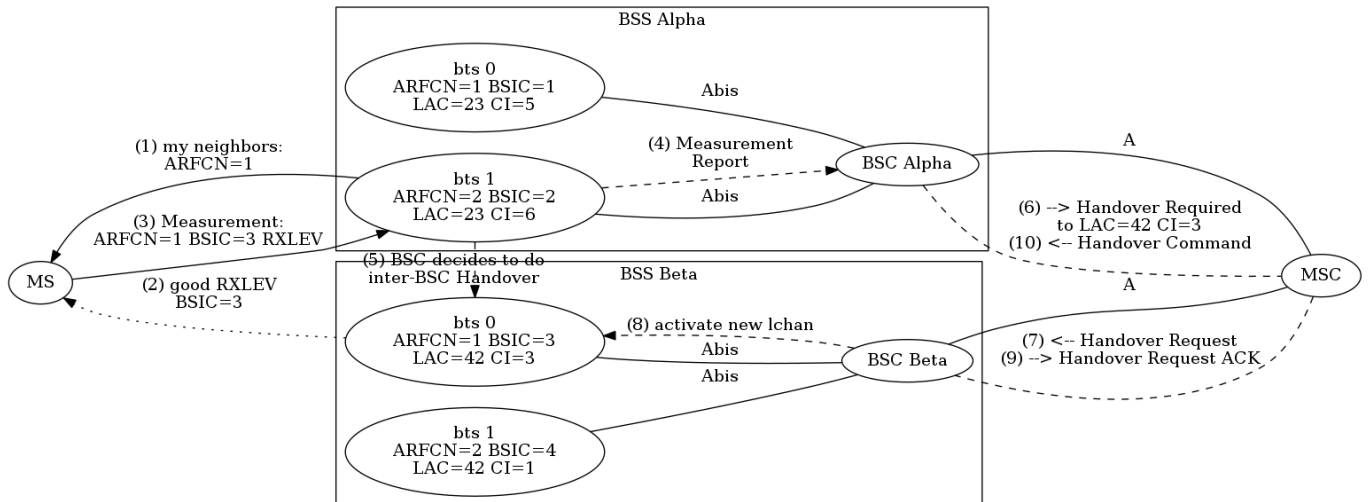 BSS Alpha
bts 0
ARFCN=1 BSIC=1
LAC=23 CI=5
Abis
(1) my neighbors:
ARFCN=1
(4) Measurement
Report
BSC Alpha
A
bts 1
ARFCN=2 BSIC=2
LAC=23 CI=6
Abis
(3) Measurement:
ARFCN=1 BSIC=3 RXLEV
(6) --> Handover Required
to LAC=42 CI=3
(10) <-- Handover Command
(5) BSC decides to do
inter-BSC Handover
BSS Beta
MS
(2) good RXLEV
BSIC=3
MSC
A
bts 0
ARFCN=1 BSIC=3
LAC=42 CI=3
(8) activate new lchan
Abis
BSC Beta
(7) <-- Handover Request
(9) --> Handover Request ACK
Abis
bts 1
ARFCN=2 BSIC=4
LAC=42 CI=1